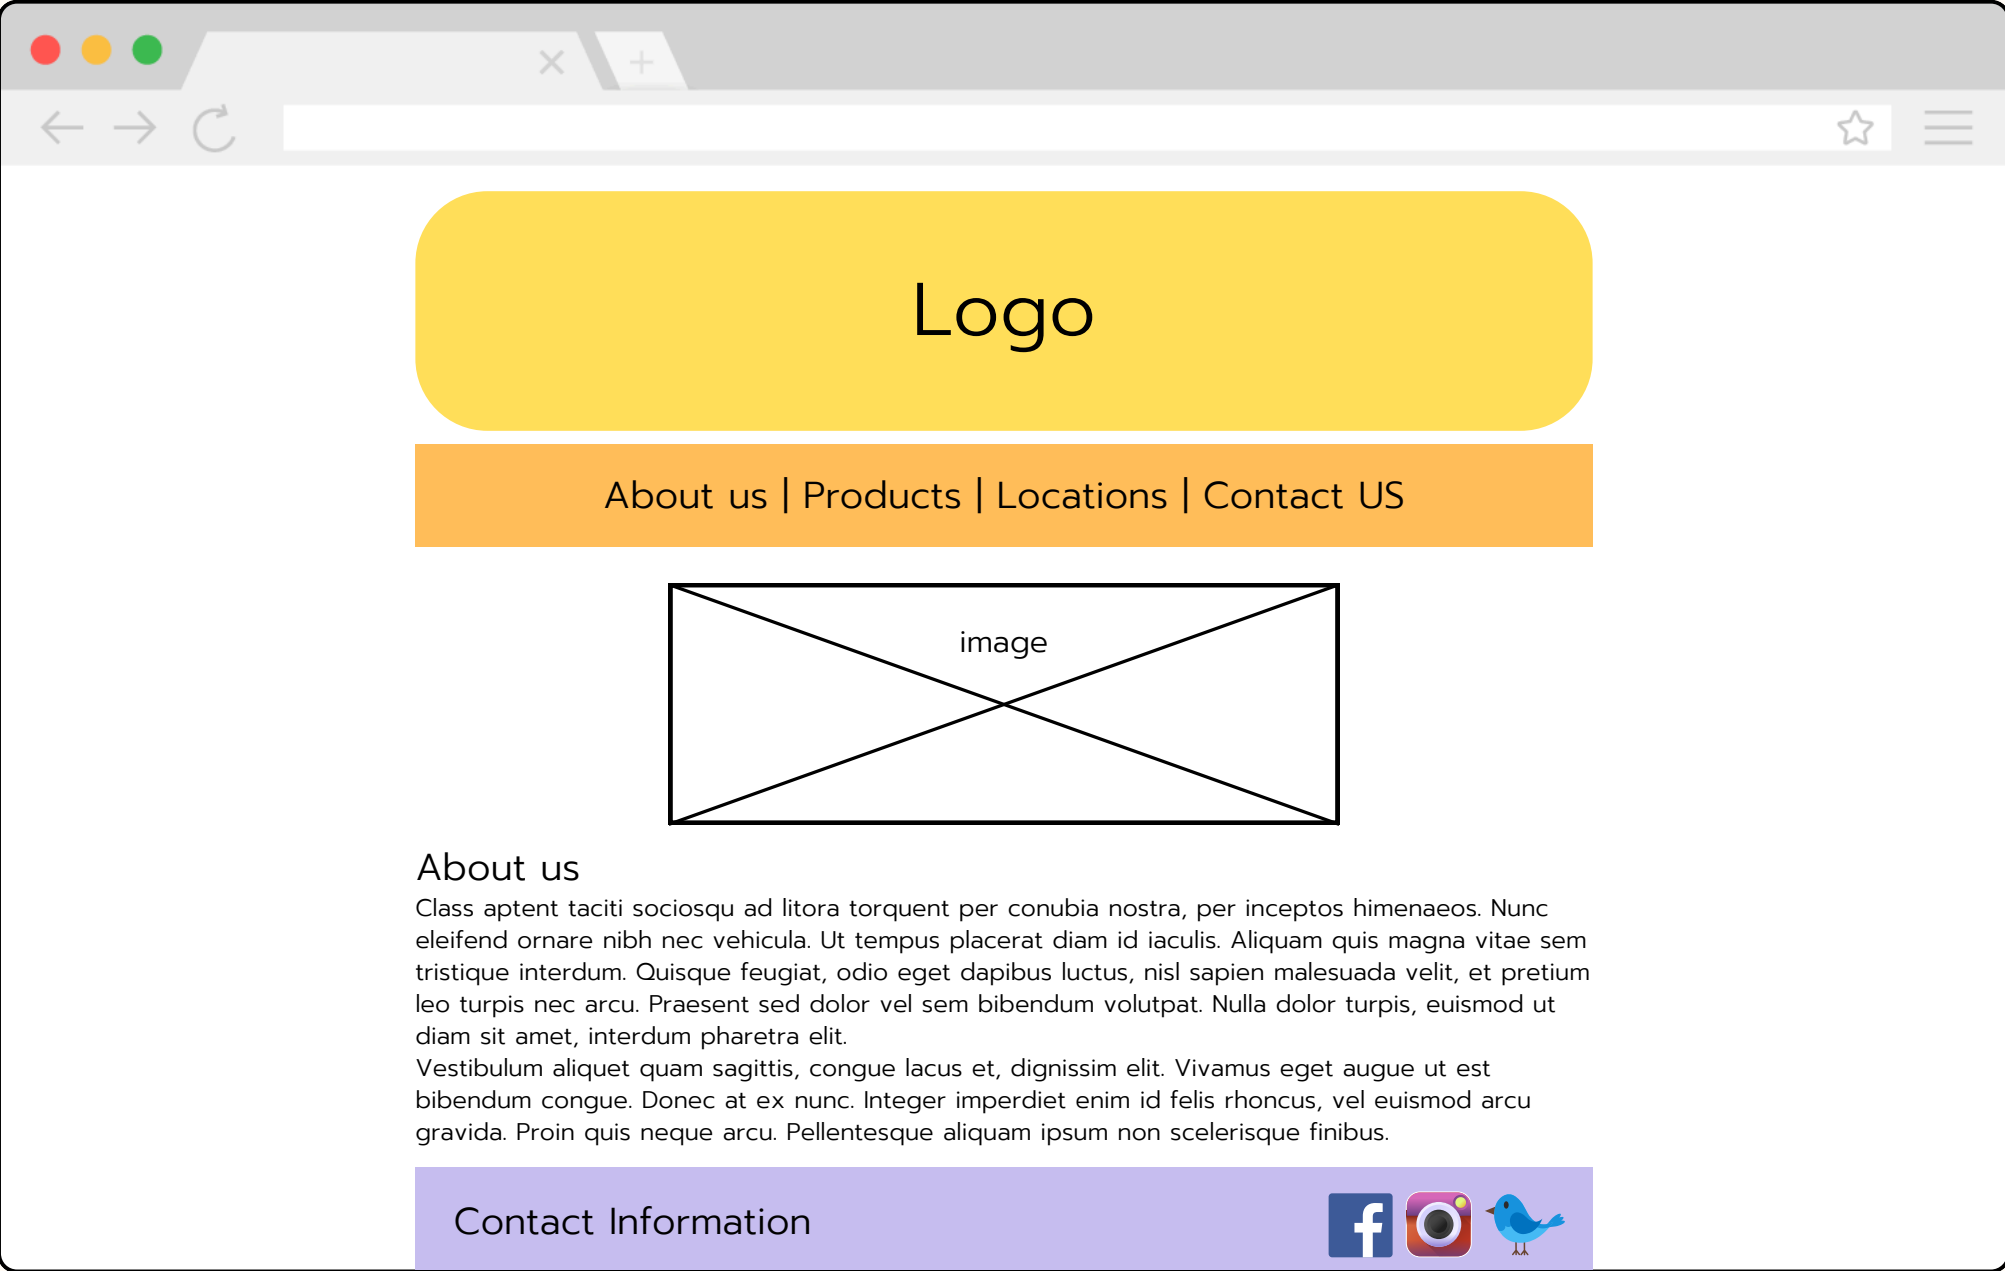 Logo
About us | Products | Locations | Contact US
image
About us
Class aptent taciti sociosqu ad litora torquent per conubia nostra, per inceptos himenaeos. Nunc
eleifend ornare nibh nec vehicula. Ut tempus placerat diam id iaculis. Aliquam quis magna vitae sem
tristique interdum. Quisque feugiat, odio eget dapibus luctus, nisl sapien malesuada velit, et pretium
leo turpis nec arcu. Praesent sed dolor vel sem bibendum volutpat. Nulla dolor turpis, euismod ut
diam sit amet, interdum pharetra elit.
Vestibulum aliquet quam sagittis, congue lacus et, dignissim elit. Vivamus eget augue ut est
bibendum congue. Donec at ex nunc. Integer imperdiet enim id felis rhoncus, vel euismod arcu
gravida. Proin quis neque arcu. Pellentesque aliquam ipsum non scelerisque finibus.
Contact Information